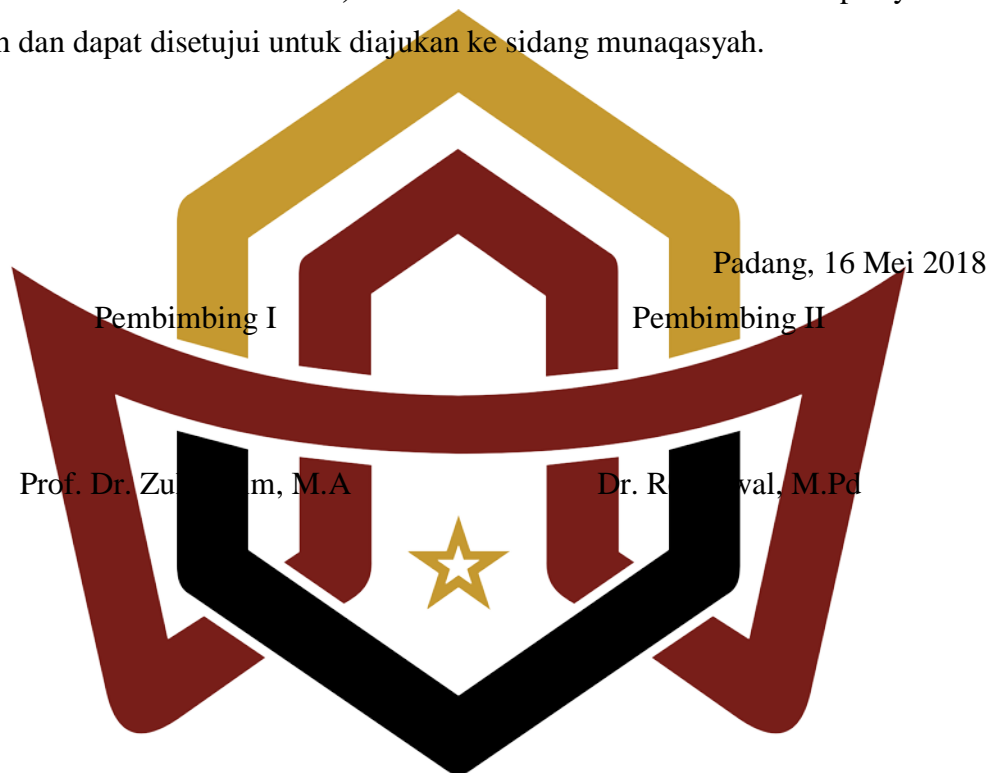 dan dapat disetujui untuk diajukan ke sidang munaqasyah.
Padang, 16 Mei 2018
Pembimbing I Pembimbing II
Prof. Dr. M.A Dr. M.Pd